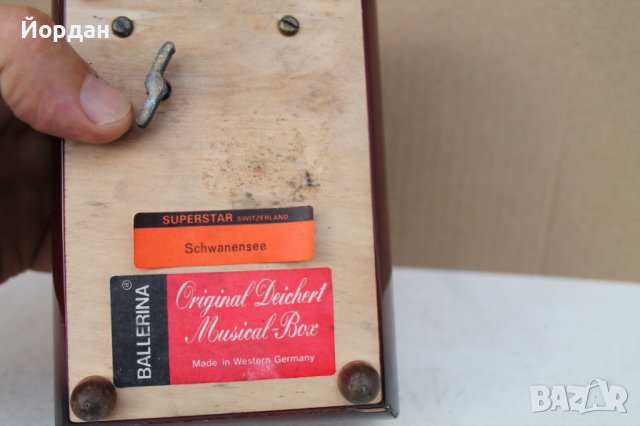 Йордан
SUPERSTAR SWITZERLAND
Schwanensee
BALLERINA®
Original Deichert
Musical-Box
Made in Western Germany
BAZAR